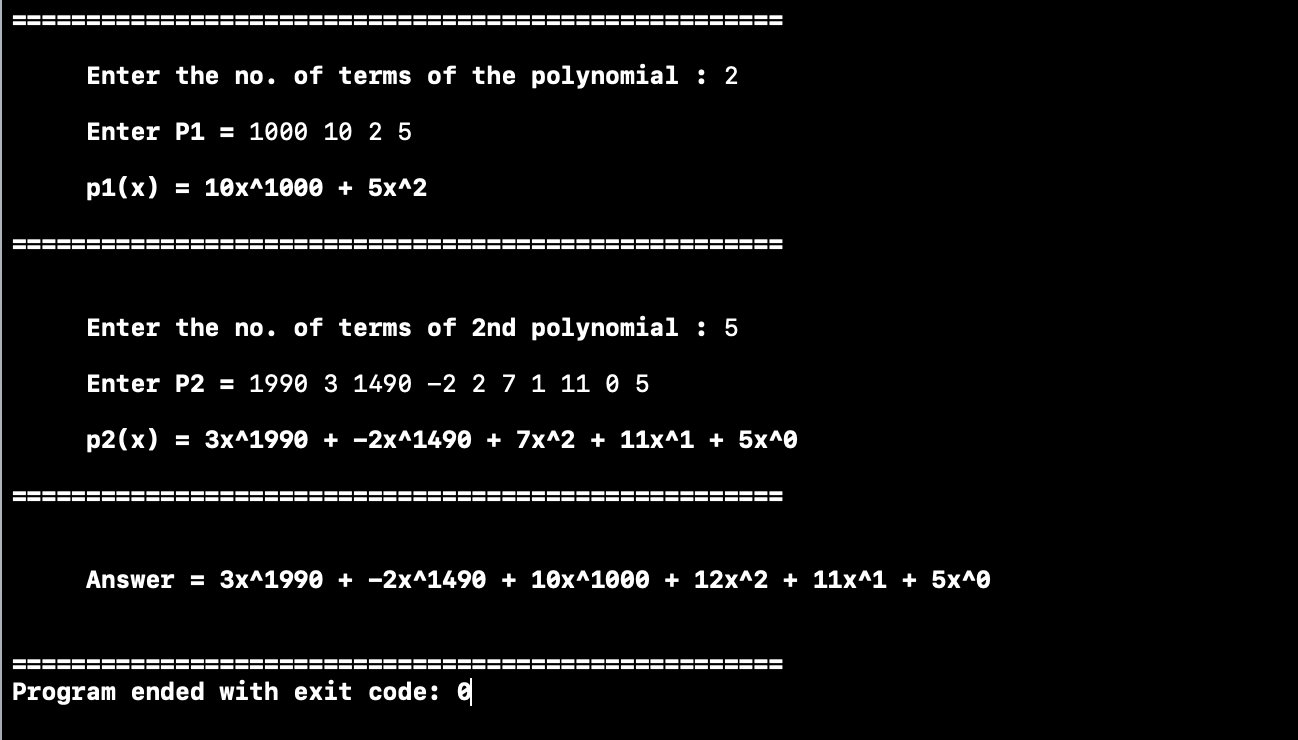 ====================================================
Enter the no. of terms of the polynomial : 2
Enter P1 = 1000 10 2 5
p1(x) = 10x^1000 + 5x^2
====================================================
Enter the no. of terms of 2nd polynomial : 5
Enter P2 = 1990 3 1490 -2 2 7 1 11 0 5
p2(x) = 3x^1990 + -2x^1490 + 7x^2 + 11x^1 + 5x^0
====================================================
Answer = 3x^1990 + -2x^1490 + 10x^1000 + 12x^2 + 11x^1 + 5x^0
====================================================
Program ended with exit code: 0